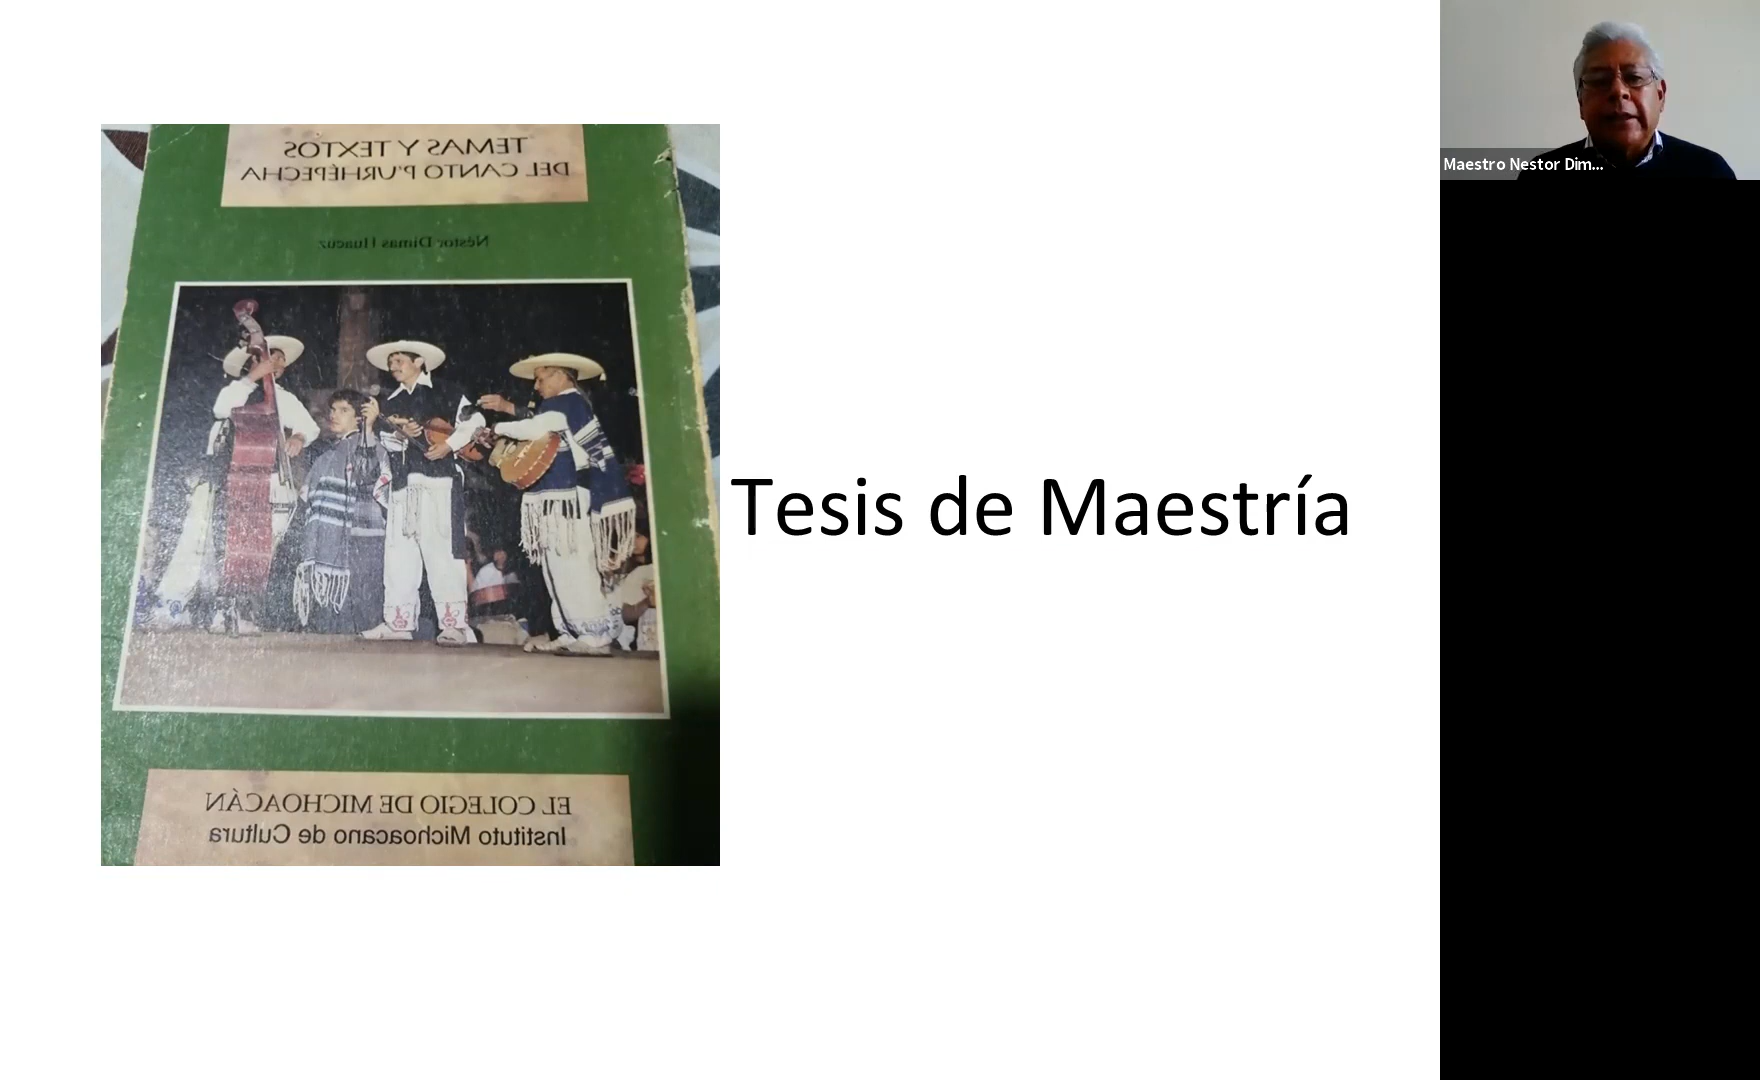 TEMAS Y TEXTOS
DEL CANTO P'URHÉPECHA
Néstor Dimas Huacuz
EL COLEGIO DE MICHOACÁN
Instituto Michoacano de Cultura
Tesis de Maestría
Maestro Nestor Dim...